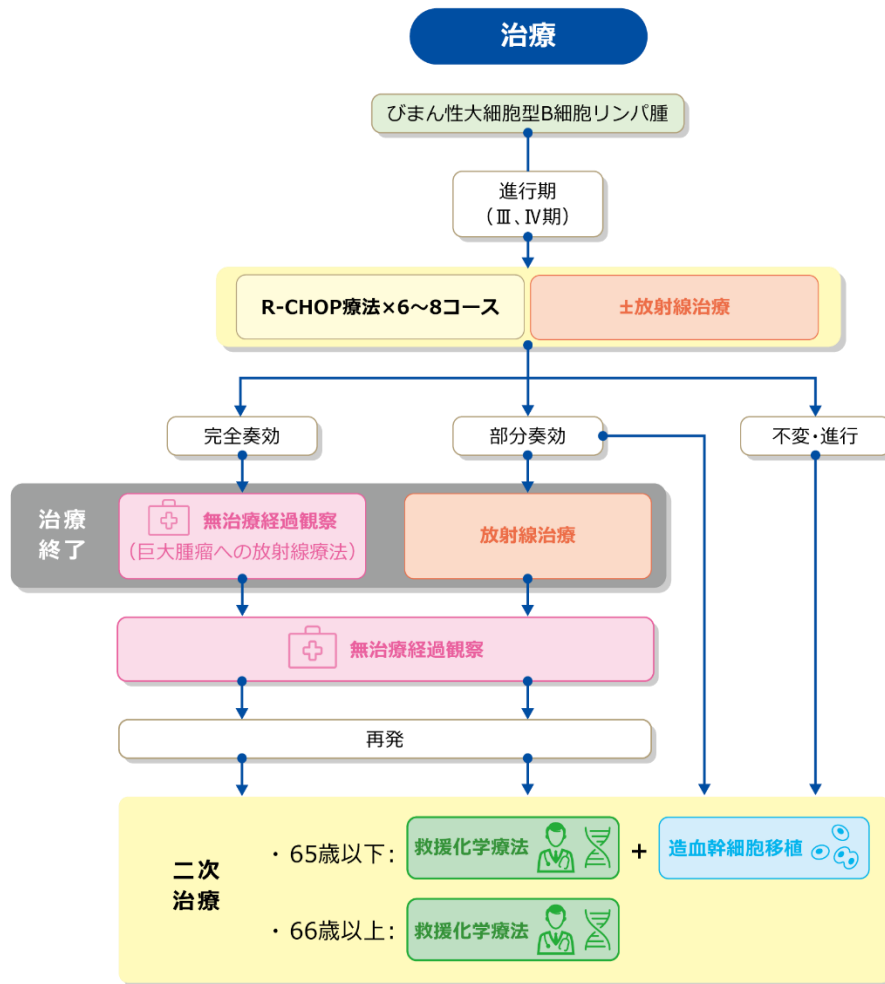 治療
びまん性大細胞型B細胞リンパ腫
進行期
（Ⅲ、Ⅳ期）
R-CHOP療法×6〜8コース
±放射線治療
完全奏効
部分奏効
不変・進行
治療
終了
無治療経過観察
（巨大腫瘤への放射線療法）
放射線治療
無治療経過観察
再発
二次
治療
・65歳以下：
救援化学療法
+
造血幹細胞移植
・66歳以上：
救援化学療法